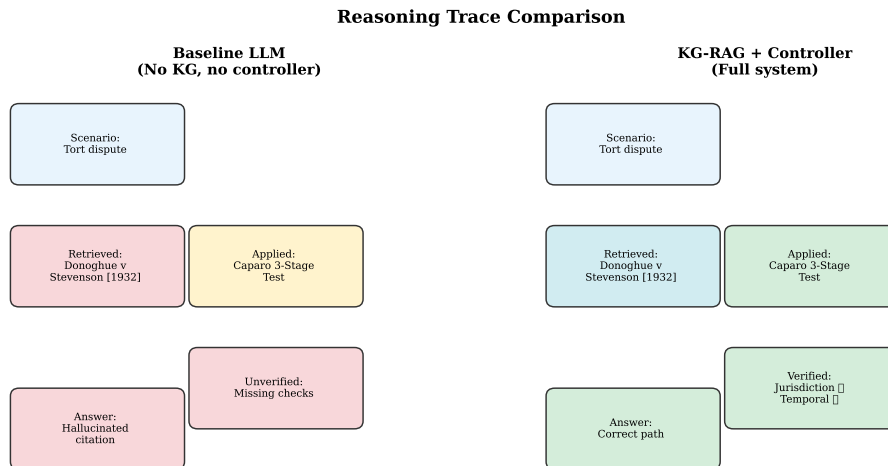 Reasoning Trace Comparison
Baseline LLM
(No KG, no controller)
KG-RAG + Controller
(Full system)
Scenario:
Tort dispute
Scenario:
Tort dispute
Retrieved:
Donoghue v
Stevenson [1932]
Applied:
Caparo 3-Stage
Test
Retrieved:
Donoghue v
Stevenson [1932]
Applied:
Caparo 3-Stage
Test
Unverified:
Missing checks
Verified:
Jurisdiction
Temporal
Answer:
Hallucinated
citation
Answer:
Correct path